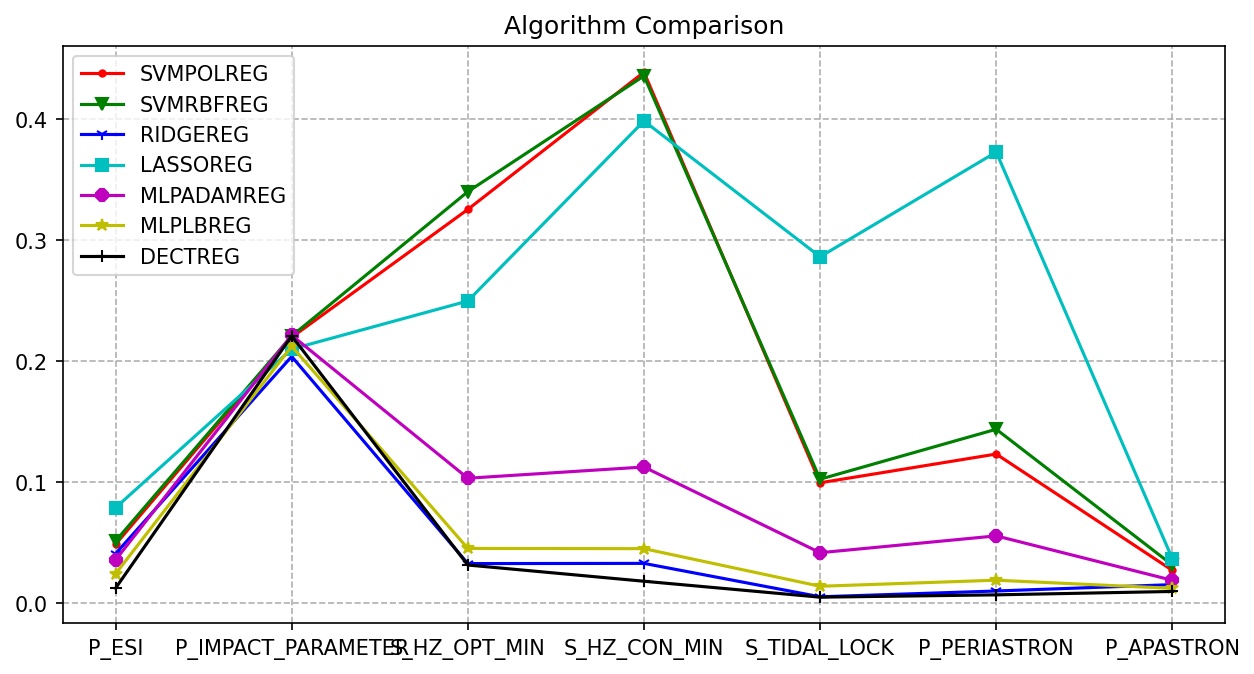 Algorithm Comparison
SVMPOLREG
SVMRBFREG
RIDGEREG
LASSOREG
MLPADAMREG
MLPLBREG
DECTREG
0.4
0.3
0.2
0.1
0.0
P_ESI P_IMPACT_PARAMETER S_HZ_OPT_MIN S_HZ_CON_MIN S_TIDAL_LOCK P_PERIASTRON P_APASTRON